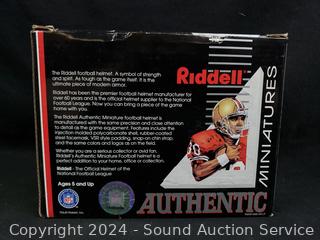 The Riddell football helmet. A symbol of strength
and spirit. As tough as the game itself. It is the
ultimate piece of modern armor.
Riddell has been the premier football helmet manufacturer for
over 60 years and is the official helmet supplier to the National
Football League. Now you can bring a piece of the game
home with you.
The Riddell Authentic Miniature football helmet is
manufactured with the same precision and close attention
to detail as the game equipment. Features include the
injection molded polycarbonate shell, rubber-coated
steel facemask, VSR style padding, snap-on chin strap,
and the same colors and logos as on the field.
Whether you are a serious collector or avid fan,
Riddell's Authentic Miniature Football Helmet is a
perfect addition to your home, office or collection.
Riddell - The Official Helmet of the
National Football League
Ages 5 and Up
Riddell
MINIATURES
AUTHENTIC
NFL
Copyright 2024 - Sound Auction Service